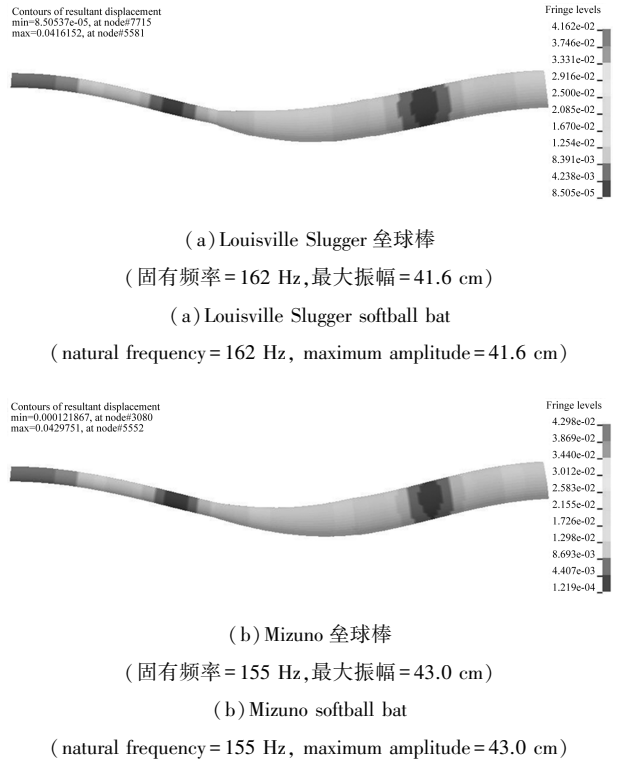 Contours of resultant displacement
min=8.50537e-05, at node#7715
max=0.0416152, at node#5581
Fringe levels
4.162e-02
3.746e-02
3.331e-02
2.916e-02
2.500e-02
2.085e-02
1.670e-02
1.254e-02
8.391e-03
4.238e-03
8.505e-05
(a)Louisville Slugger 垒球棒
(固有频率=162 Hz,最大振幅=41.6 cm)
(a)Louisville Slugger softball bat
(natural frequency=162 Hz, maximum amplitude=41.6 cm)
Contours of resultant displacement
min=0.000121867, at node#3080
max=0.0429751, at node#5552
Fringe levels
4.298e-02
3.869e-02
3.440e-02
3.012e-02
2.583e-02
2.155e-02
1.726e-02
1.298e-02
8.693e-03
4.407e-03
1.219e-04
(b)Mizuno 垒球棒
(固有频率=155 Hz,最大振幅=43.0 cm)
(b)Mizuno softball bat
(natural frequency=155 Hz, maximum amplitude=43.0 cm)